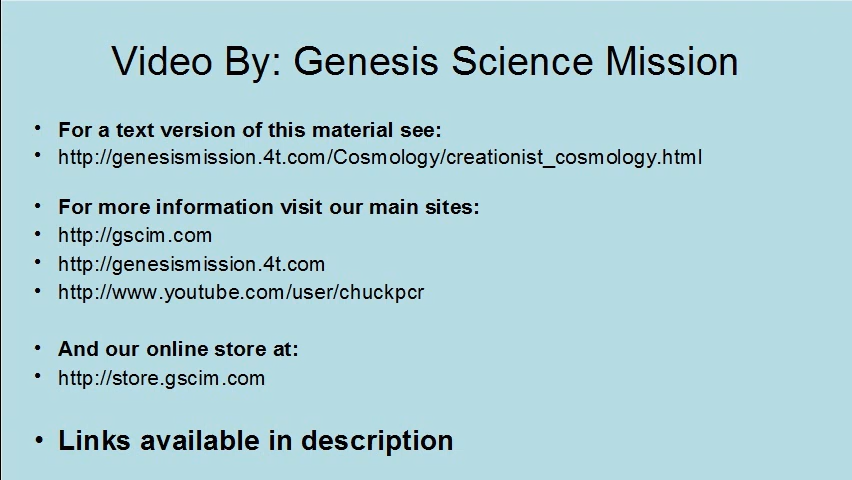 Video By: Genesis Science Mission
• For a text version of this material see:
• http://genesismission.4t.com/Cosmology/creationist_cosmology.html
• For more information visit our main sites:
• http://gscim.com
• http://genesismission.4t.com
• http://www.youtube.com/user/chuckpcr
• And our online store at:
• http://store.gscim.com
• Links available in description